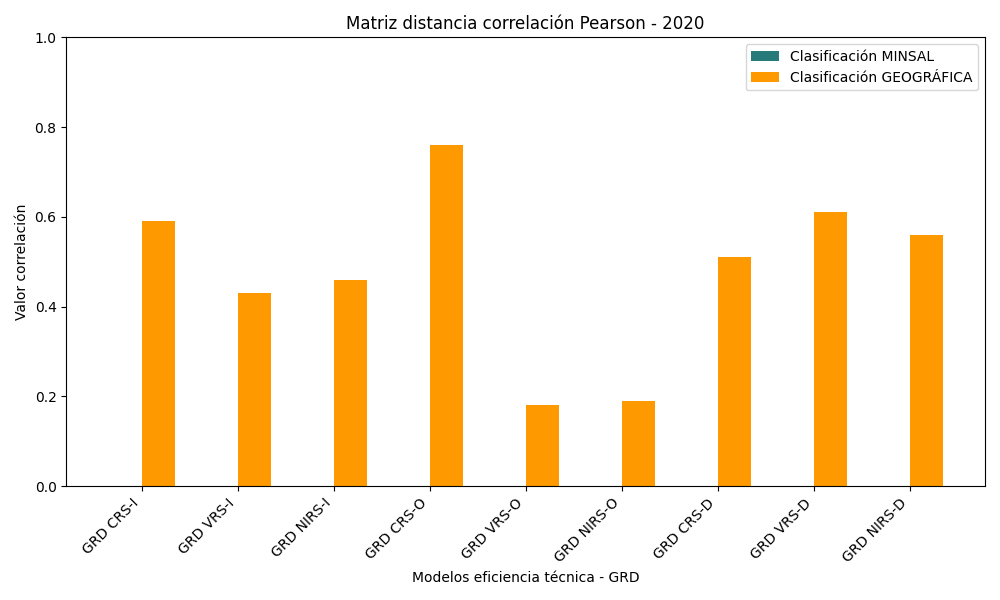 Matriz distancia correlación Pearson - 2020
Clasificación MINSAL
Clasificación GEOGRÁFICA
Valor correlación
1.0
0.8
0.6
0.4
0.2
0.0
GRD CRS-I
GRD VRS-I
GRD NIRS-I
GRD CRS-O
GRD VRS-O
GRD NIRS-O
GRD CRS-D
GRD VRS-D
GRD NIRS-D
Modelos eficiencia técnica - GRD